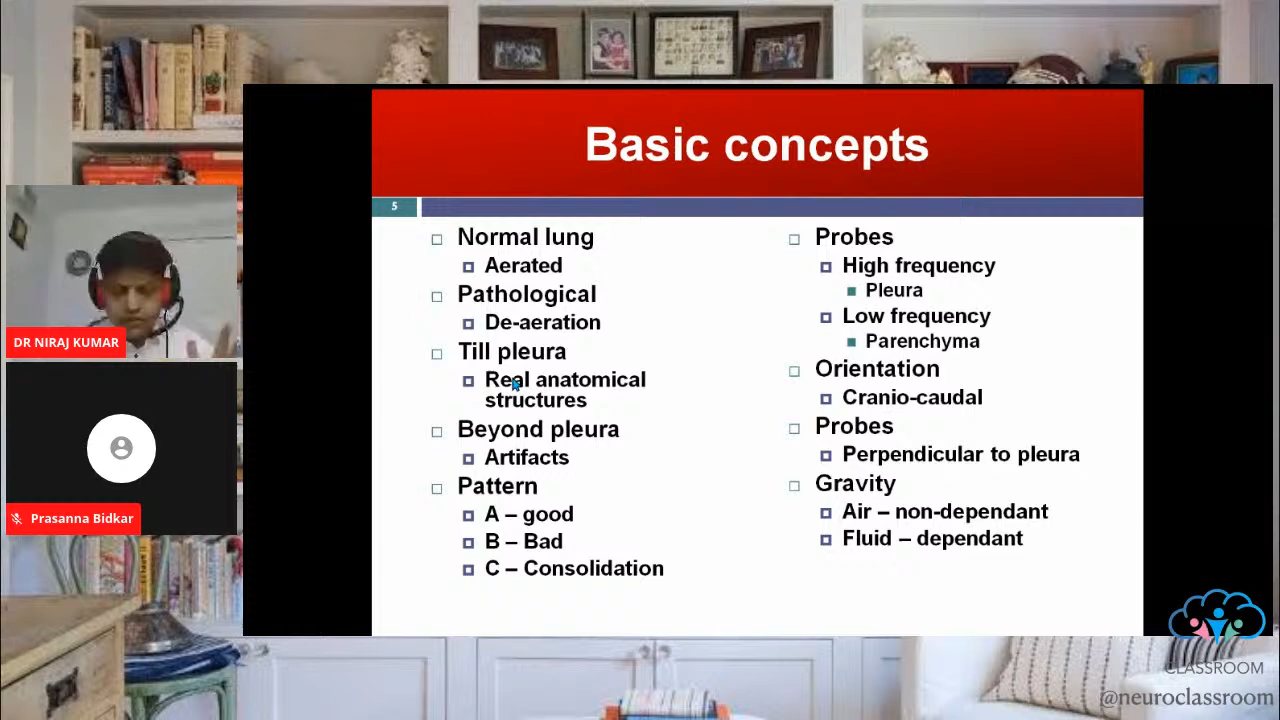 Basic concepts
5
Normal lung
Aerated
Pathological
De-aeration
Till pleura
Real anatomical
structures
Beyond pleura
Artifacts
Pattern
A – good
B – Bad
C – Consolidation
Probes
High frequency
Pleura
Low frequency
Parenchyma
Orientation
Cranio-caudal
Probes
Perpendicular to pleura
Gravity
Air – non-dependant
Fluid – dependant
DR NIRAJ KUMAR
Prasanna Bidkar
CLASSROOM
@neuroclassroom